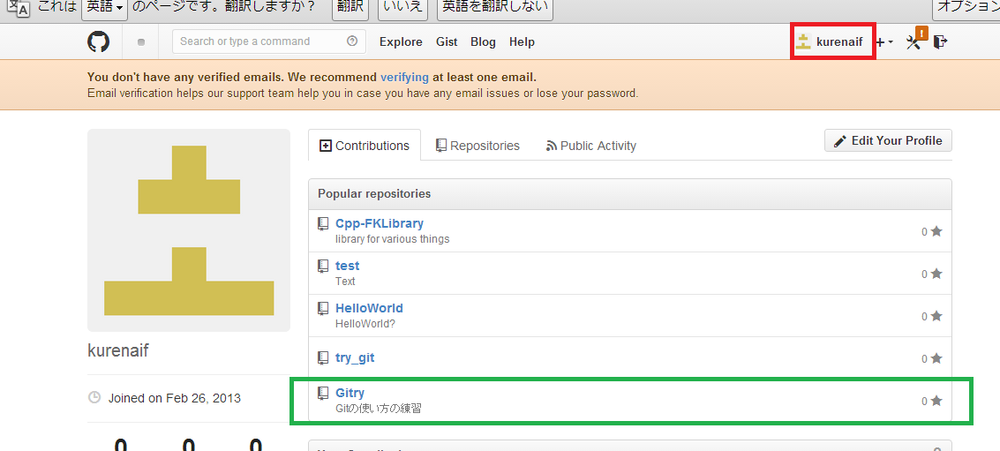 これは 英語 のページです。翻訳しますか？ 翻訳 いいえ 英語を翻訳しない オプション
Search or type a command Explore Gist Blog Help kurenaif
You don't have any verified emails. We recommend verifying at least one email.
Email verification helps our support team help you in case you have any email issues or lose your password.
Contributions Repositories Public Activity Edit Your Profile
Popular repositories
Cpp-FKLibrary
library for various things
0
test
Text
0
HelloWorld
HelloWorld?
0
try_git
0
Gitry
Gitの使い方の練習
0
kurenaif
Joined on Feb 26, 2013
0 0 0